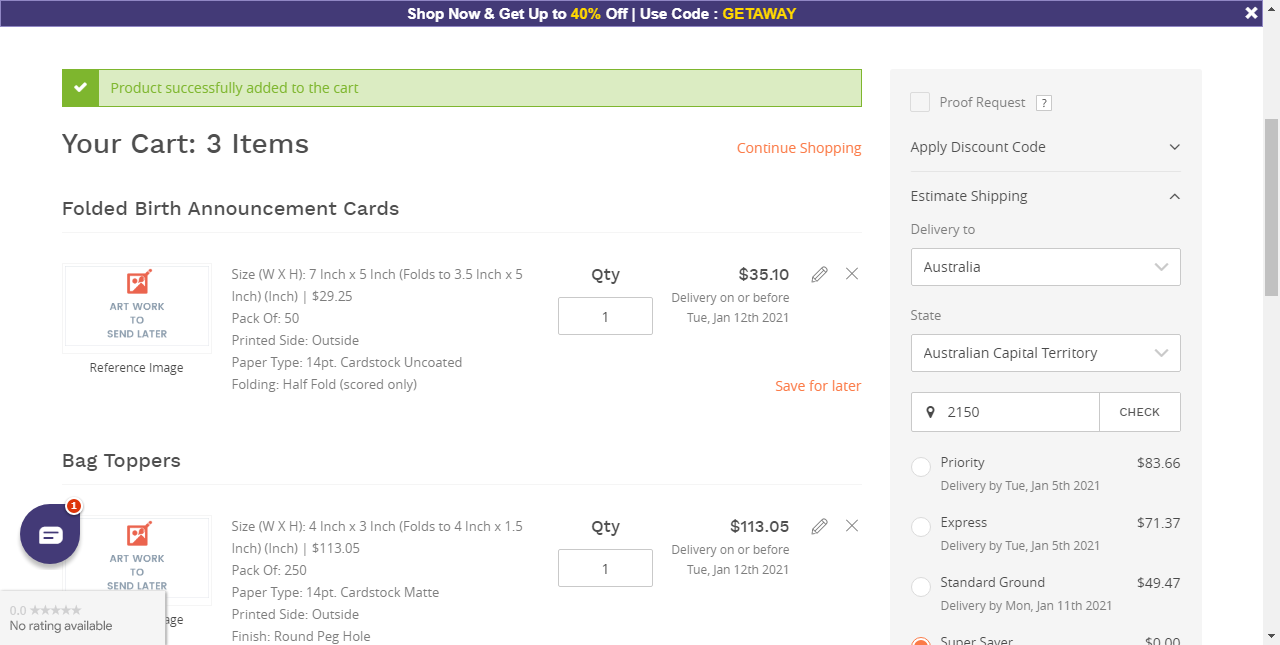 Shop Now & Get Up to 40% Off | Use Code : GETAWAY
Product successfully added to the cart
Your Cart: 3 Items
Continue Shopping
Folded Birth Announcement Cards
ART WORK
TO
SEND LATER
Reference Image
Size (W X H): 7 Inch x 5 Inch (Folds to 3.5 Inch x 5
Inch) (Inch) | $29.25
Pack Of: 50
Printed Side: Outside
Paper Type: 14pt. Cardstock Uncoated
Folding: Half Fold (scored only)
Qty
1
$35.10
Delivery on or before
Tue, Jan 12th 2021
Save for later
Bag Toppers
ART WORK
TO
SEND LATER
age
Size (W X H): 4 Inch x 3 Inch (Folds to 4 Inch x 1.5
Inch) (Inch) | $113.05
Pack Of: 250
Paper Type: 14pt. Cardstock Matte
Printed Side: Outside
Finish: Round Peg Hole
Qty
1
$113.05
Delivery on or before
Tue, Jan 12th 2021
1
0.0
No rating available
Proof Request ?
Apply Discount Code
Estimate Shipping
Delivery to
Australia
State
Australian Capital Territory
2150 CHECK
Priority $83.66
Delivery by Tue, Jan 5th 2021
Express $71.37
Delivery by Tue, Jan 5th 2021
Standard Ground $49.47
Delivery by Mon, Jan 11th 2021
Super Saver $0.00